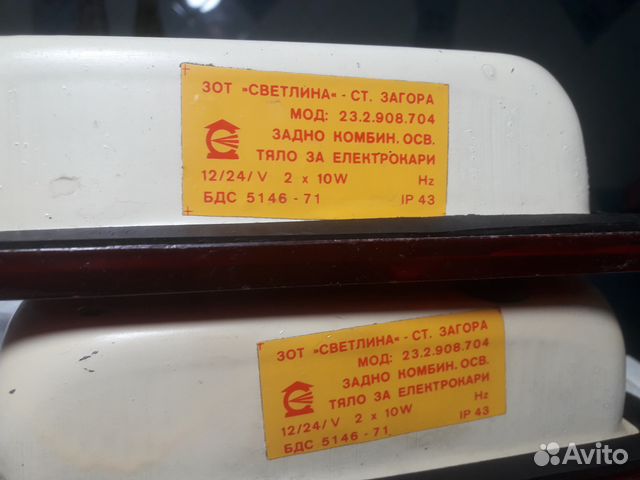 ЗОТ "СВЕТЛИНА" - СТ. ЗАГОРА
МОД: 23.2.908.704
ЗАДНО КОМБИН. ОСВ.
ТЯЛО ЗА ЕЛЕКТРОКАРИ
12/24/ V 2 x 10W Hz
БДС 5146 - 71 IP 43
ЗОТ "СВЕТЛИНА" - СТ. ЗАГОРА
МОД: 23.2.908.704
ЗАДНО КОМБИН. ОСВ.
ТЯЛО ЗА ЕЛЕКТРОКАРИ
12/24/ V 2 x 10W Hz
БДС 5146 - 71 IP 43
Avito